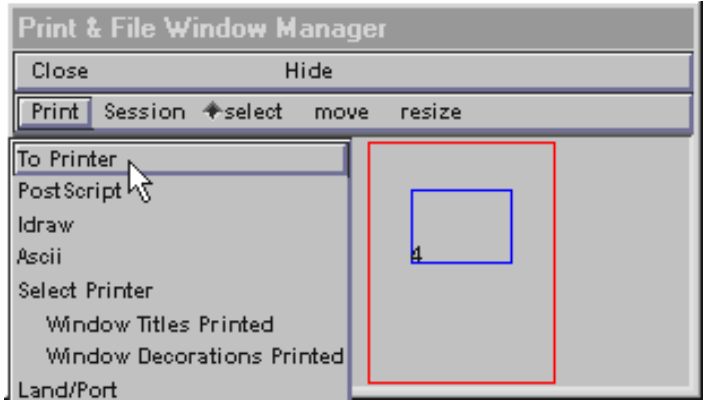 Print & File Window Manager
Close Hide
Print Session select move resize
To Printer
PostScript
Idraw
Ascii
Select Printer
Window Titles Printed
Window Decorations Printed
Land/Port
4